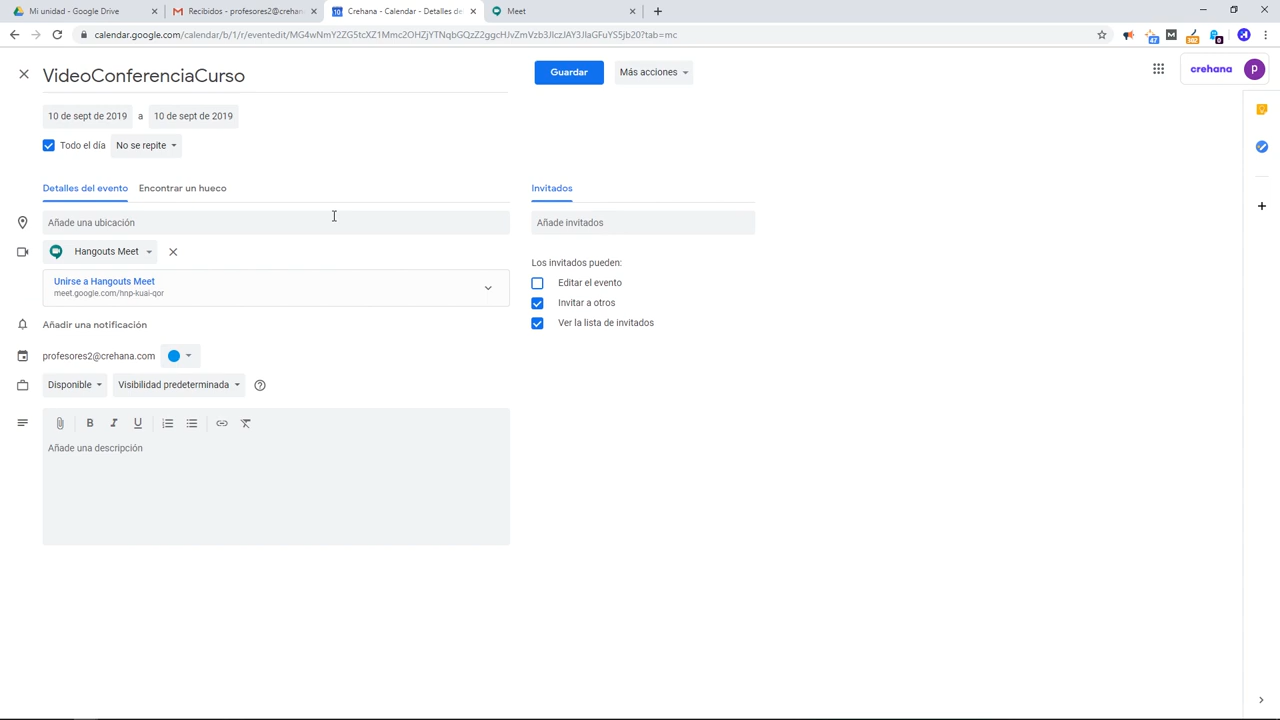 Mi unidad - Google Drive
Recibidos - profesores2@crehan
Crehana - Calendar - Detalles de
Meet
calendar.google.com/calendar/b/1/r/eventedit/MG4wNmY2ZG5tcXZ1Mmc2OHZjYTNqbGQzZ2ggcHJvZmVzb3JlczJAY3JlaGFuYS5jb20?tab=mc
47
302
0
VideoConferenciaCurso
Guardar
Más acciones
crehana
p
10 de sept de 2019 a 10 de sept de 2019
Todo el día
No se repite
Detalles del evento
Encontrar un hueco
Invitados
Añade una ubicación
Añade invitados
Hangouts Meet
Los invitados pueden:
Unirse a Hangouts Meet
meet.google.com/hnp-kuai-qor
Editar el evento
Invitar a otros
Ver la lista de invitados
Añadir una notificación
profesores2@crehana.com
Disponible
Visibilidad predeterminada
B I U
Añade una descripción